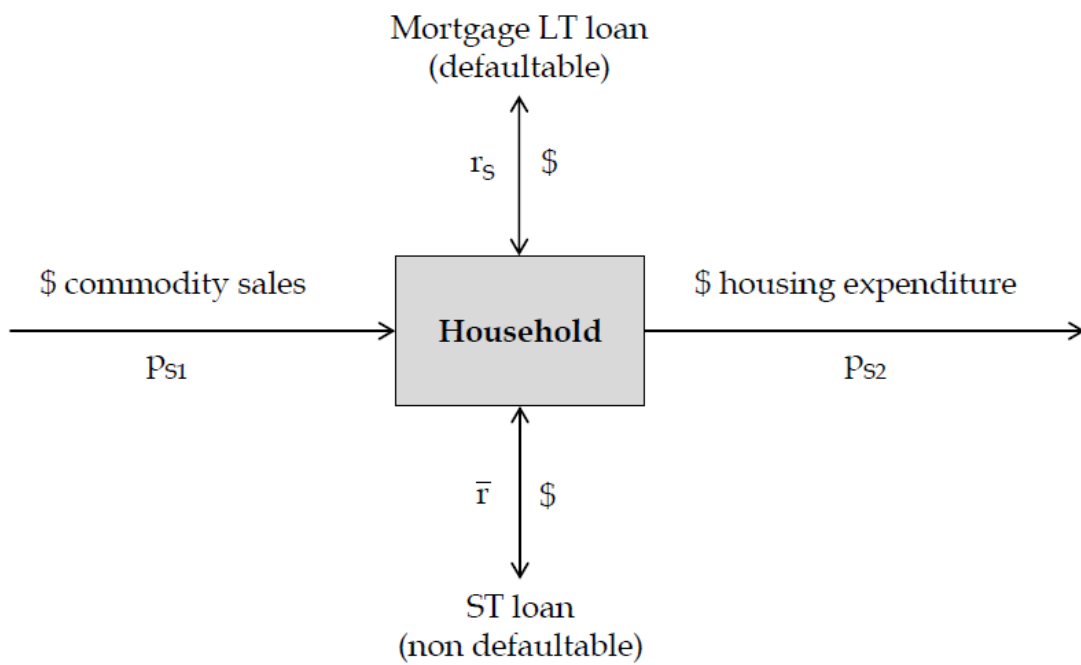 Mortgage LT loan
(defaultable)
r_S $
$ commodity sales
$ housing expenditure
Household
p_S1
p_S2
r̄ $
ST loan
(non defaultable)